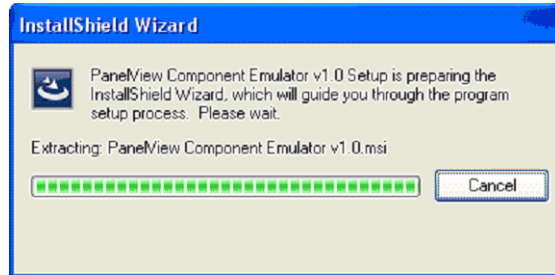 InstallShield Wizard
PanelView Component Emulator v1.0 Setup is preparing the
InstallShield Wizard, which will guide you through the program
setup process. Please wait.
Extracting: PanelView Component Emulator v1.0.msi
Cancel